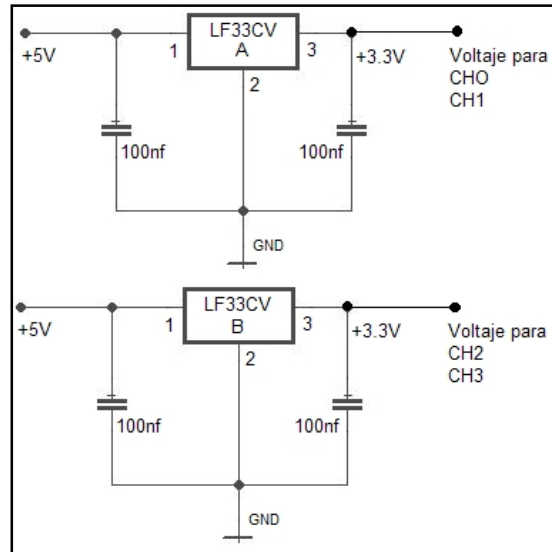 LF33CV
A
1
2
3
+5V
+3.3V
Voltaje para
CHO
CH1
100nf
100nf
GND
LF33CV
B
1
2
3
+5V
+3.3V
Voltaje para
CH2
CH3
100nf
100nf
GND